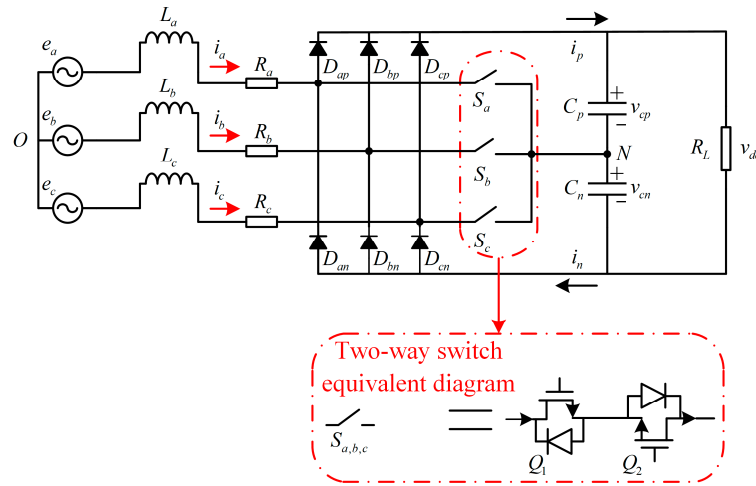 L_a
e_a i_a R_a D_ap D_bp D_cp i_p
L_b S_a C_p + − v_cp
O e_b i_b R_b S_b N R_L v_d
L_c C_n + − v_cn
e_c i_c R_c S_c
D_an D_bn D_cn i_n
Two-way switch
equivalent diagram
S_a,b,c Q_1 Q_2